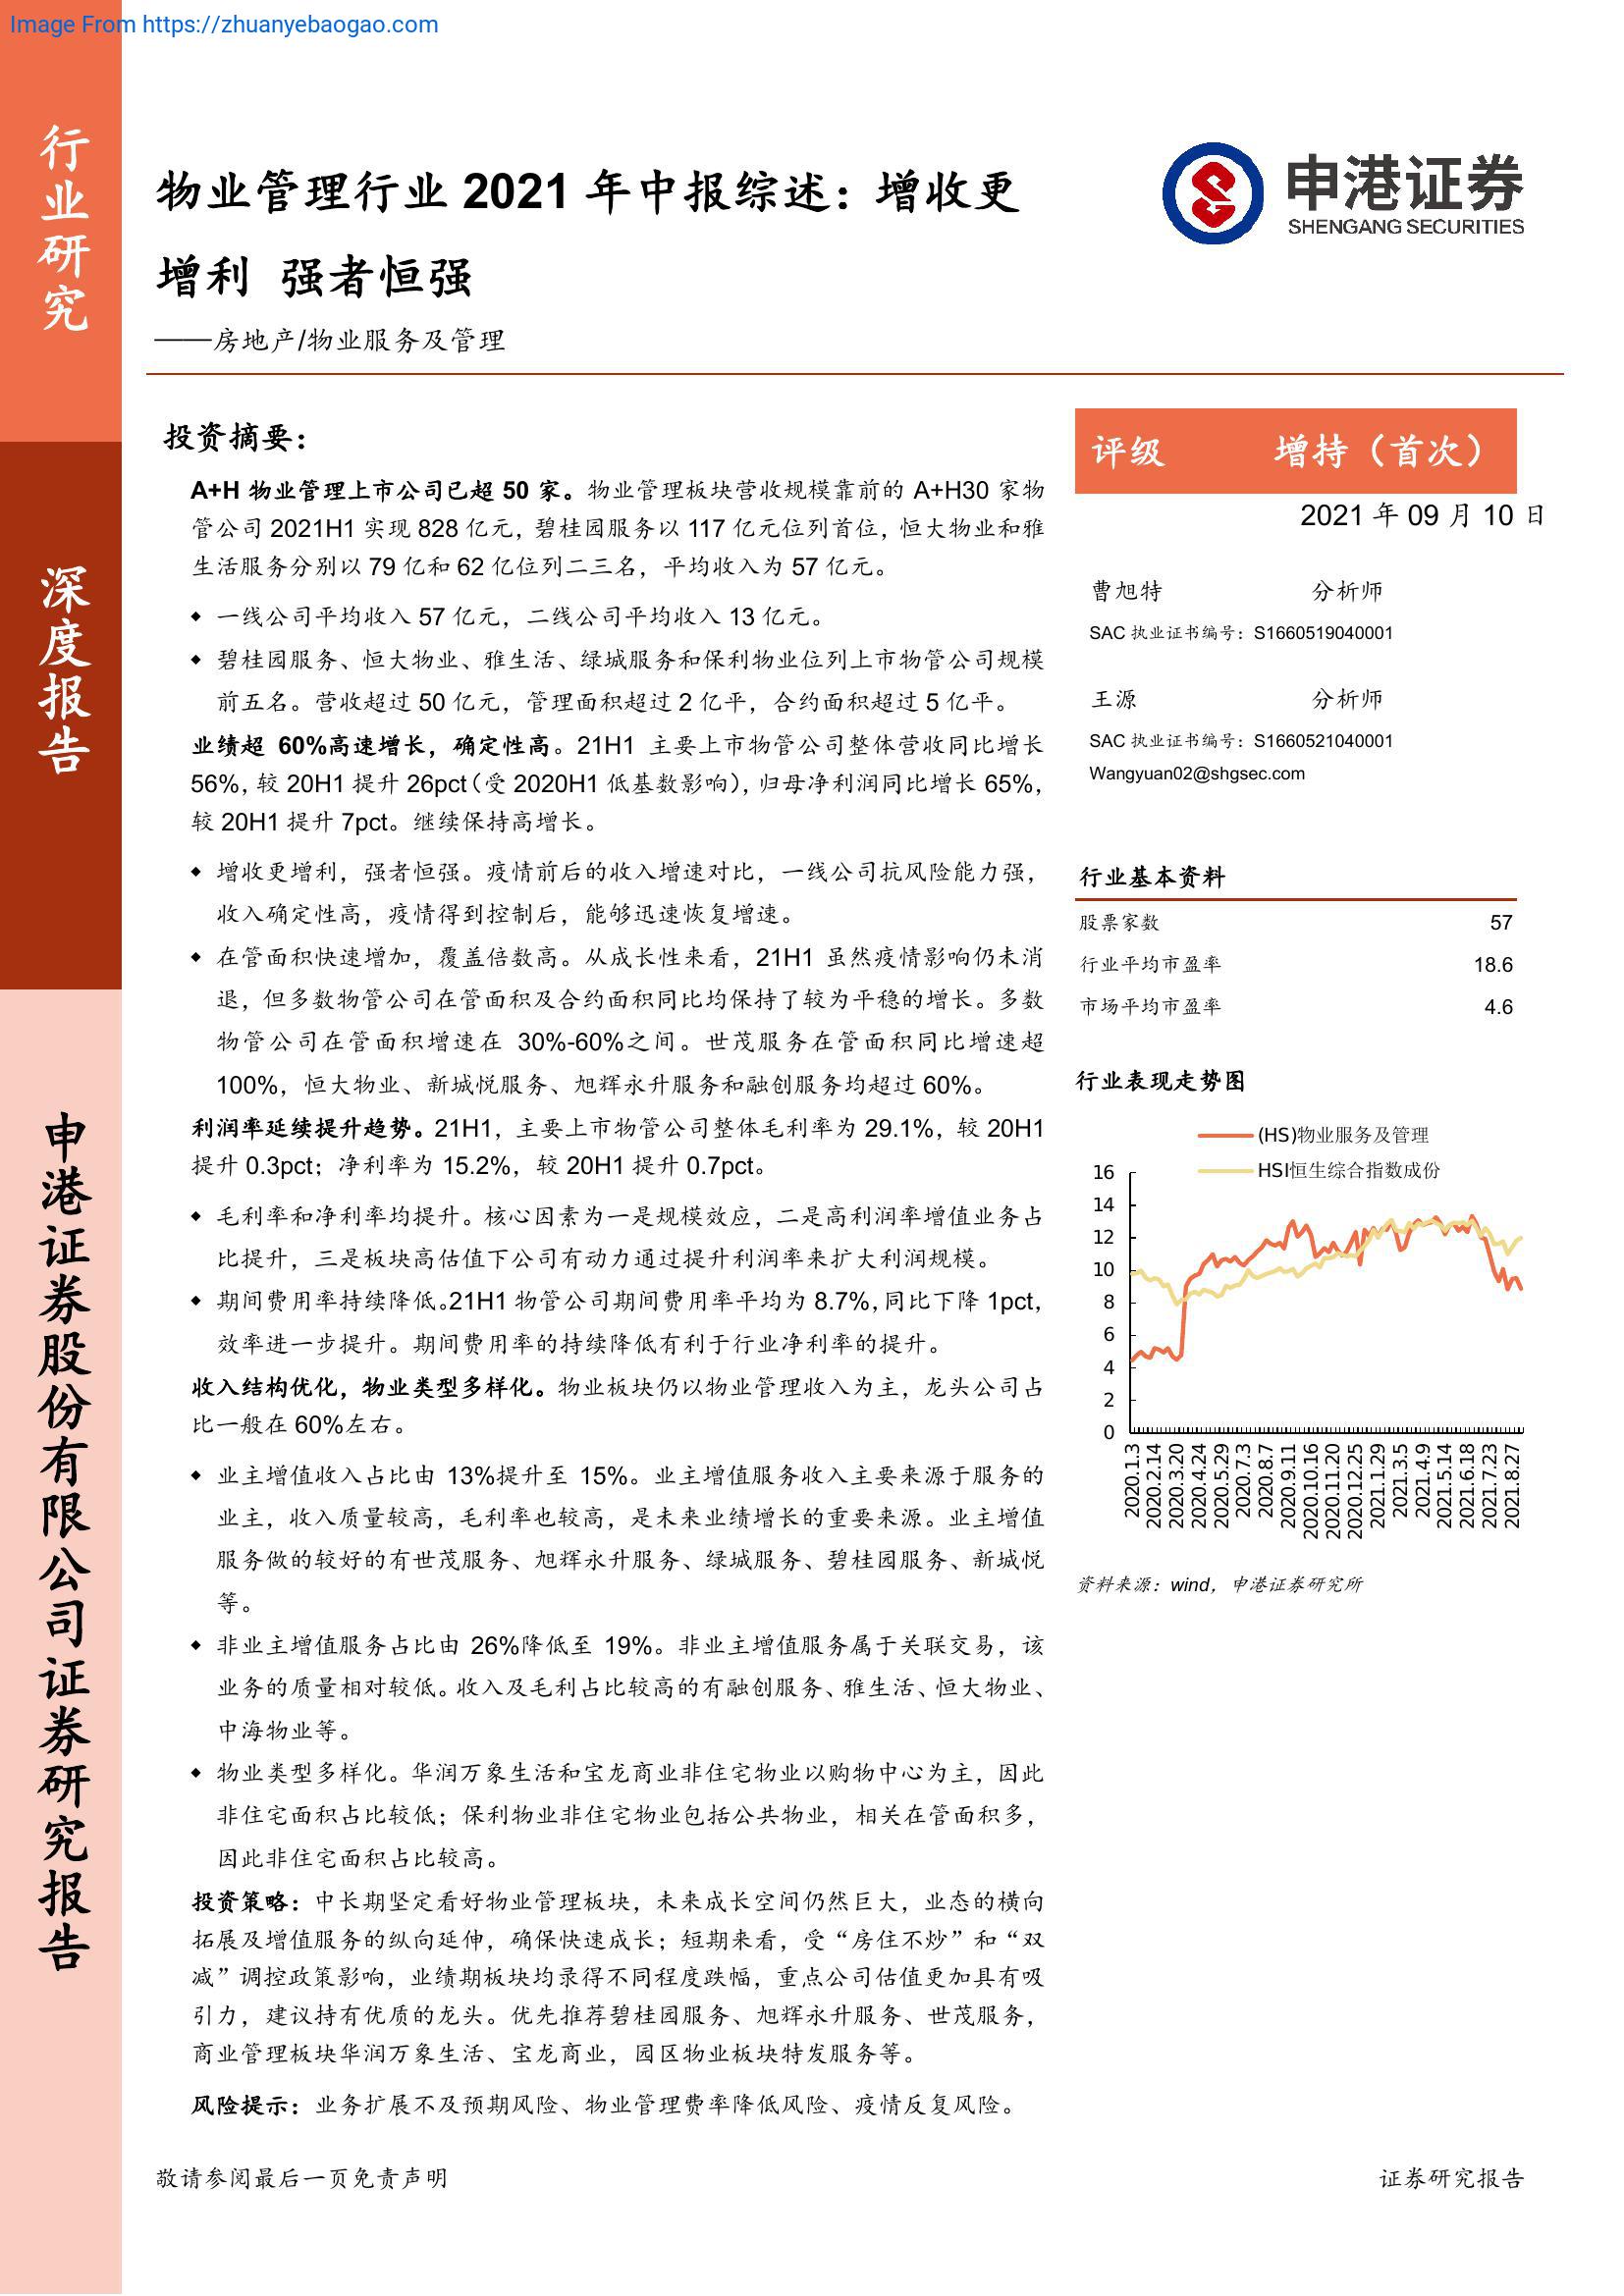 Image From https://zhuanyebaogao.com
行业研究
深度报告
申港证券股份有限公司证券研究报告
物业管理行业 2021 年中报综述：增收更
增利 强者恒强
——房地产/物业服务及管理
申港证券
SHENGANG SECURITIES
投资摘要：
A+H 物业管理上市公司已超 50 家。物业管理板块营收规模靠前的 A+H30 家物
管公司 2021H1 实现 828 亿元，碧桂园服务以 117 亿元位列首位，恒大物业和雅
生活服务分别以 79 亿和 62 亿位列二三名，平均收入为 57 亿元。
◆ 一线公司平均收入 57 亿元，二线公司平均收入 13 亿元。
◆ 碧桂园服务、恒大物业、雅生活、绿城服务和保利物业位列上市物管公司规模
前五名。营收超过 50 亿元，管理面积超过 2 亿平，合约面积超过 5 亿平。
业绩超 60%高速增长，确定性高。21H1 主要上市物管公司整体营收同比增长
56%，较 20H1 提升 26pct（受 2020H1 低基数影响），归母净利润同比增长 65%，
较 20H1 提升 7pct。继续保持高增长。
◆ 增收更增利，强者恒强。疫情前后的收入增速对比，一线公司抗风险能力强，
收入确定性高，疫情得到控制后，能够迅速恢复增速。
◆ 在管面积快速增加，覆盖倍数高。从成长性来看，21H1 虽然疫情影响仍未消
退，但多数物管公司在管面积及合约面积同比均保持了较为平稳的增长。多数
物管公司在管面积增速在 30%-60%之间。世茂服务在管面积同比增速超
100%，恒大物业、新城悦服务、旭辉永升服务和融创服务均超过 60%。
利润率延续提升趋势。21H1，主要上市物管公司整体毛利率为 29.1%，较 20H1
提升 0.3pct；净利率为 15.2%，较 20H1 提升 0.7pct。
◆ 毛利率和净利率均提升。核心因素为一是规模效应，二是高利润率增值业务占
比提升，三是板块高估值下公司有动力通过提升利润率来扩大利润规模。
◆ 期间费用率持续降低。21H1 物管公司期间费用率平均为 8.7%，同比下降 1pct，
效率进一步提升。期间费用率的持续降低有利于行业净利率的提升。
收入结构优化，物业类型多样化。物业板块仍以物业管理收入为主，龙头公司占
比一般在 60%左右。
◆ 业主增值收入占比由 13%提升至 15%。业主增值服务收入主要来源于服务的
业主，收入质量较高，毛利率也较高，是未来业绩增长的重要来源。业主增值
服务做的较好的有世茂服务、旭辉永升服务、绿城服务、碧桂园服务、新城悦
等。
◆ 非业主增值服务占比由 26%降低至 19%。非业主增值服务属于关联交易，该
业务的质量相对较低。收入及毛利占比较高的有融创服务、雅生活、恒大物业、
中海物业等。
◆ 物业类型多样化。华润万象生活和宝龙商业非住宅物业以购物中心为主，因此
非住宅面积占比较低；保利物业非住宅物业包括公共物业，相关在管面积多，
因此非住宅面积占比较高。
投资策略：中长期坚定看好物业管理板块，未来成长空间仍然巨大，业态的横向
拓展及增值服务的纵向延伸，确保快速成长；短期来看，受“房住不炒”和“双
减”调控政策影响，业绩期板块均录得不同程度跌幅，重点公司估值更加具有吸
引力，建议持有优质的龙头。优先推荐碧桂园服务、旭辉永升服务、世茂服务，
商业管理板块华润万象生活、宝龙商业，园区物业板块特发服务等。
风险提示：业务扩展不及预期风险、物业管理费率降低风险、疫情反复风险。
评级 增持（首次）
2021 年 09 月 10 日
曹旭特 分析师
SAC 执业证书编号：S1660519040001
王源 分析师
SAC 执业证书编号：S1660521040001
Wangyuan02@shgsec.com
行业基本资料
股票家数 57
行业平均市盈率 18.6
市场平均市盈率 4.6
行业表现走势图
(HS)物业服务及管理
HSI恒生综合指数成份
16
14
12
10
8
6
4
2
0
2020.1.3
2020.2.14
2020.3.20
2020.4.24
2020.5.29
2020.7.3
2020.8.7
2020.9.11
2020.10.16
2020.11.20
2020.12.25
2021.1.29
2021.3.5
2021.4.9
2021.5.14
2021.6.18
2021.7.23
2021.8.27
资料来源：wind，申港证券研究所
敬请参阅最后一页免责声明
证券研究报告